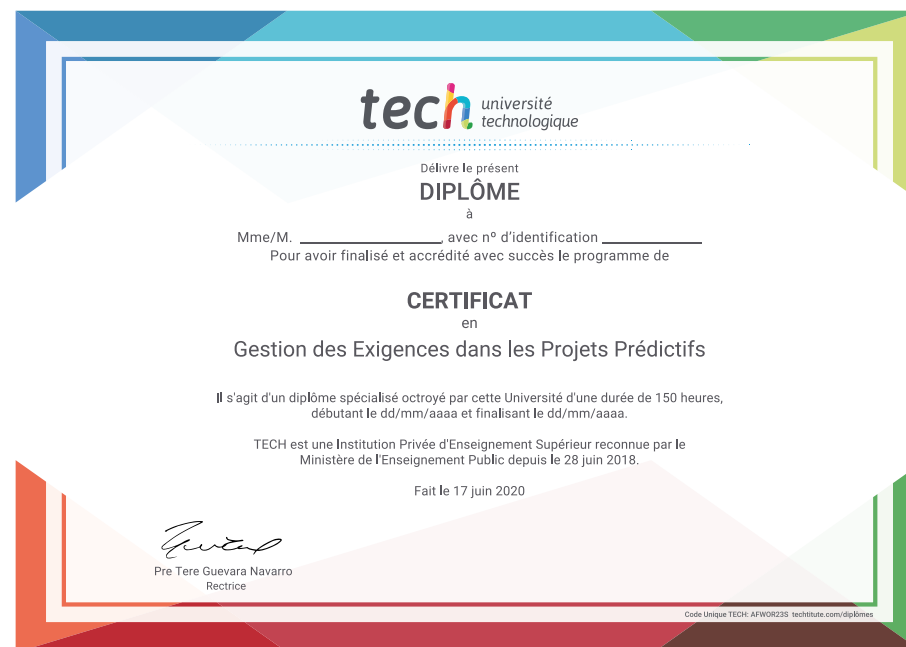 tech université
technologique
Délivre le présent
DIPLÔME
à
Mme/M. ____________________, avec nº d'identification ______________
Pour avoir finalisé et accrédité avec succès le programme de
CERTIFICAT
en
Gestion des Exigences dans les Projets Prédictifs
Il s'agit d'un diplôme spécialisé octroyé par cette Université d'une durée de 150 heures,
débutant le dd/mm/aaaa et finalisant le dd/mm/aaaa.
TECH est une Institution Privée d'Enseignement Supérieur reconnue par le
Ministère de l'Enseignement Public depuis le 28 juin 2018.
Fait le 17 juin 2020
Pre Tere Guevara Navarro
Rectrice
Code Unique TECH: AFWOR23S techtitute.com/diplômes